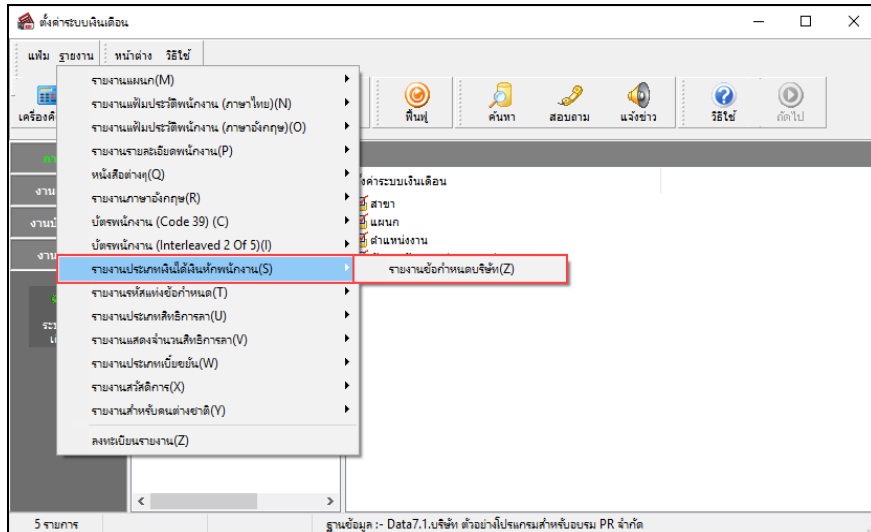 ตั้งค่าระบบเงินเดือน
แฟ้ม รายงาน หน้าต่าง วิธีใช้
เครื่องคิ ฟื้นฟู ค้นหา สอบถาม แจ้งข่าว วิธีใช้ ถัดไป
รายงานแผนก(M)
รายงานแฟ้มประวัติพนักงาน (ภาษาไทย)(N)
รายงานแฟ้มประวัติพนักงาน (ภาษาอังกฤษ)(O)
รายงานรายละเอียดพนักงาน(P)
หนังสือต่างๆ(Q)
รายงานภาษาอังกฤษ(R)
บัตรพนักงาน (Code 39) (C)
บัตรพนักงาน (Interleaved 2 Of 5)(I)
รายงานประเภทเงินได้เงินหักพนักงาน(S)
รายงานข้อกำหนดบริษัท(Z)
รายงานรหัสแห่งข้อกำหนด(T)
รายงานประเภทสิทธิการลา(U)
รายงานแสดงจำนวนสิทธิการลา(V)
รายงานประเภทเบี้ยขยัน(W)
รายงานสวัสดิการ(X)
รายงานสำหรับคนต่างชาติ(Y)
ลงทะเบียนรายงาน(Z)
งาน
งานบั
งาน
ระบ
ตั้งค่าระบบเงินเดือน
สาขา
แผนก
ตำแหน่งงาน
5 รายการ
ฐานข้อมูล :- Data7.1.บริษัท ตัวอย่างโปรแกรมสำหรับอบรม PR จำกัด